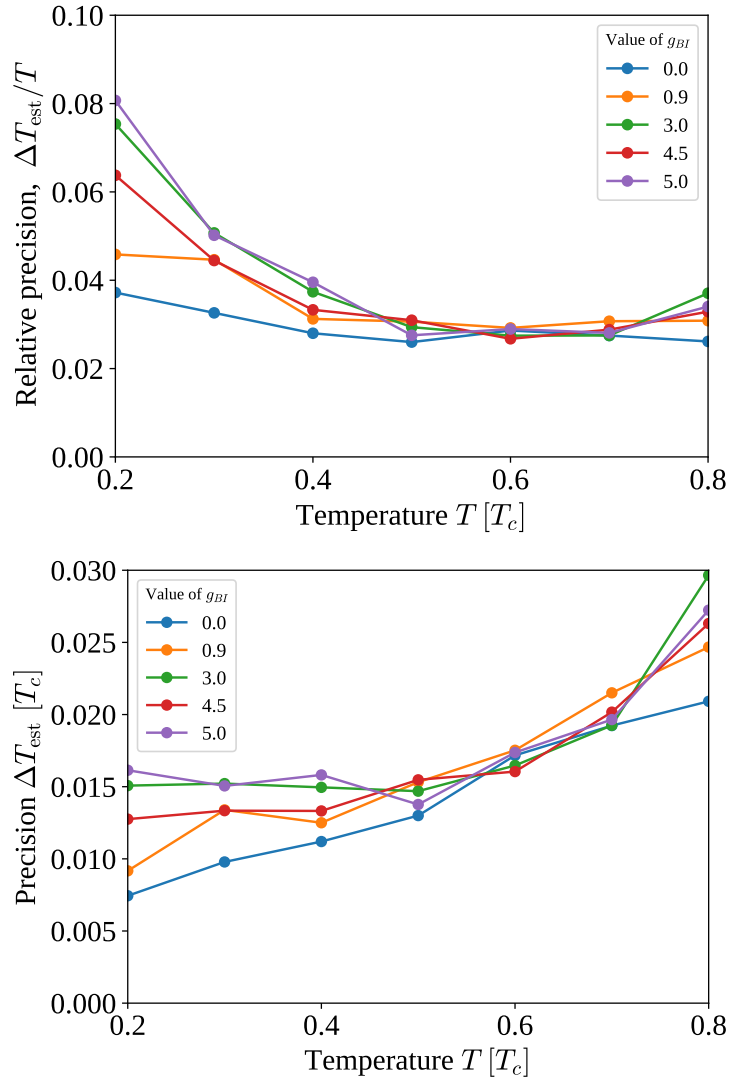 0.10
0.08
0.06
0.04
0.02
0.00
Relative precision, ΔT_est/T
Value of g_BI
0.0
0.9
3.0
4.5
5.0
0.2 0.4 0.6 0.8
Temperature T [T_c]
0.030
0.025
0.020
0.015
0.010
0.005
0.000
Precision ΔT_est [T_c]
Value of g_BI
0.0
0.9
3.0
4.5
5.0
0.2 0.4 0.6 0.8
Temperature T [T_c]